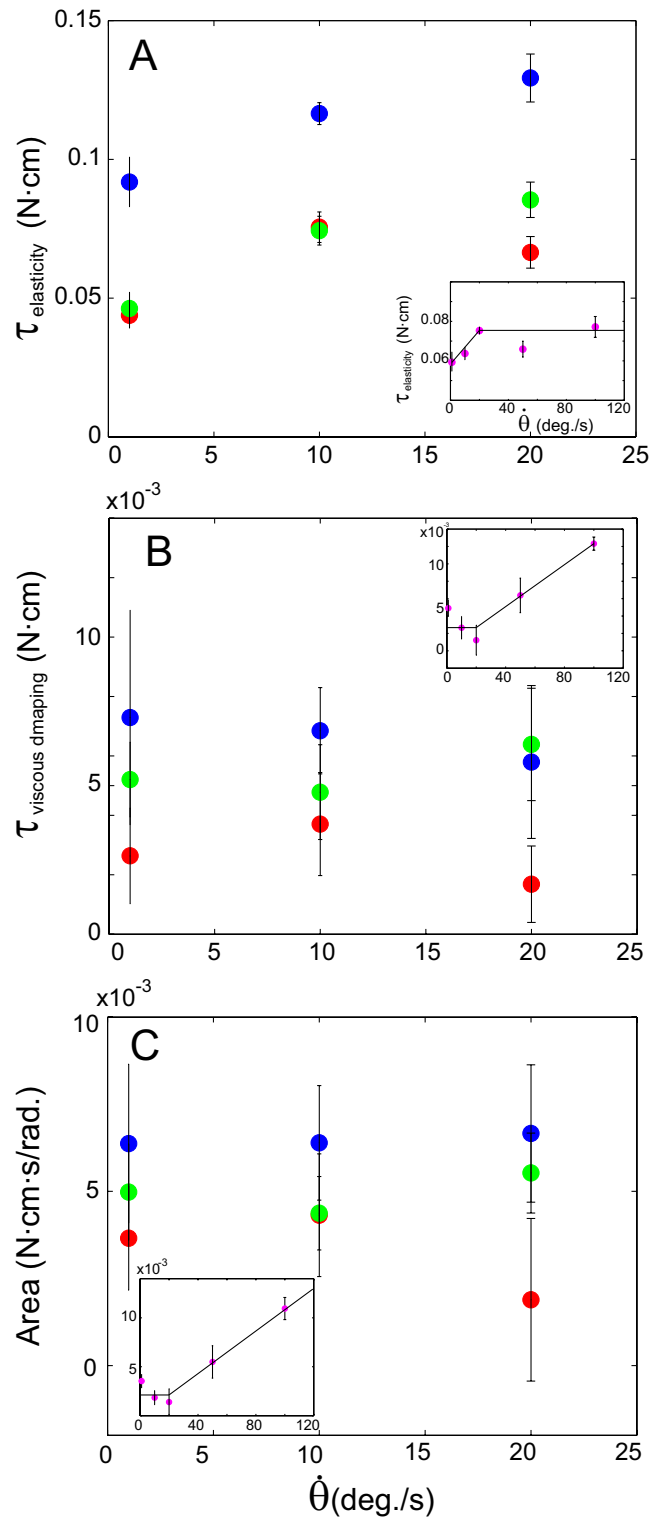 A
τ elasticity (N·cm)
0.15
0.1
0.05
0
0 5 10 15 20 25
τ elasticity (N·cm)
0.08
0.06
0 40 80 120
θ̇ (deg./s)
x10-3
B
τ viscous dmaping (N·cm)
10
5
0
0 5 10 15 20 25
x10-3
10
5
0
0 40 80 120
x10-3
C
Area (N·cm·s/rad.)
10
5
0
0 5 10 15 20 25
x10-3
10
5
0 40 80 120
θ̇(deg./s)